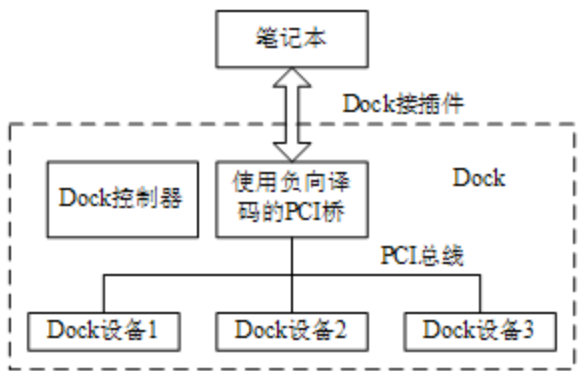 笔记本
Dock接插件
Dock控制器
使用负向译
码的PCI桥
Dock
PCI总线
Dock设备1
Dock设备2
Dock设备3